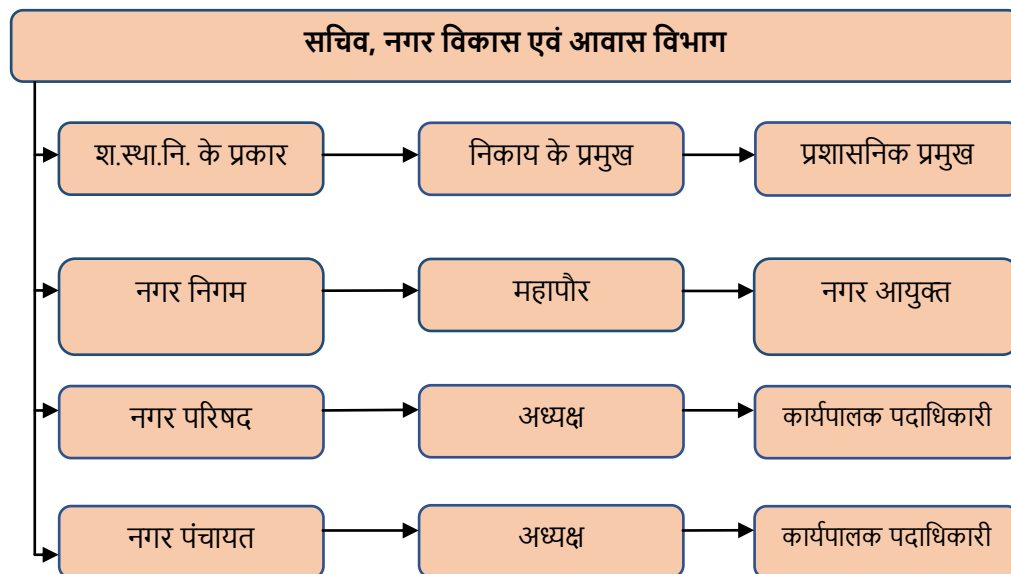 सचिव, नगर विकास एवं आवास विभाग
श.स्था.नि. के प्रकार
निकाय के प्रमुख
प्रशासनिक प्रमुख
नगर निगम
महापौर
नगर आयुक्त
नगर परिषद
अध्यक्ष
कार्यपालक पदाधिकारी
नगर पंचायत
अध्यक्ष
कार्यपालक पदाधिकारी